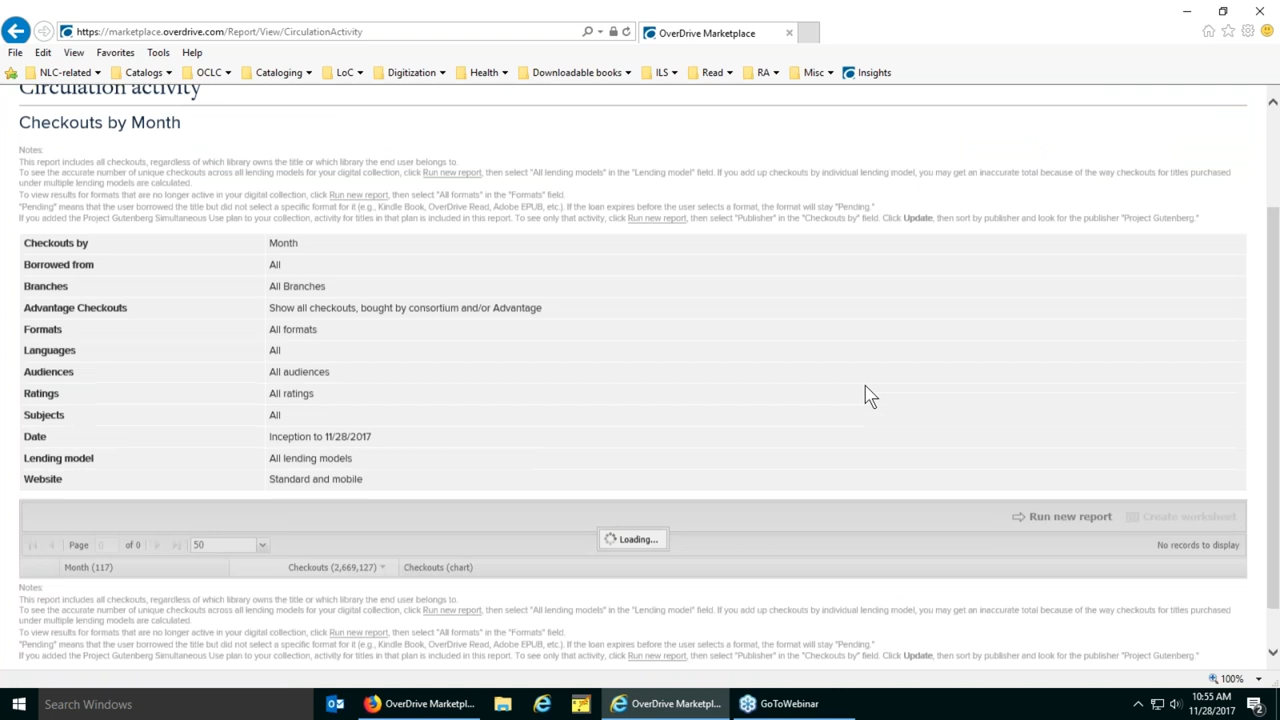 https://marketplace.overdrive.com/Report/View/CirculationActivity
OverDrive Marketplace
File Edit View Favorites Tools Help
NLC-related Catalogs OCLC Cataloging LoC Digitization Health Downloadable books ILS Read RA Misc Insights
Circulation activity
Checkouts by Month
Notes:
This report includes all checkouts, regardless of which library owns the title or which library the end user belongs to.
To see the accurate number of unique checkouts across all lending models for your digital collection, click Run new report, then select "All lending models" in the "Lending model" field. If you add up checkouts by individual lending model, you may get an inaccurate total because of the way checkouts for titles purchased
under multiple lending models are calculated.
To view results for formats that are no longer active in your digital collection, click Run new report, then select "All formats" in the "Formats" field.
"Pending" means that the user borrowed the title but did not select a specific format for it (e.g., Kindle Book, OverDrive Read, Adobe EPUB, etc.). If the loan expires before the user selects a format, the format will stay "Pending."
If you added the Project Gutenberg Simultaneous Use plan to your collection, activity for titles in that plan is included in this report. To see only that activity, click Run new report, then select "Publisher" in the "Checkouts by" field. Click Update, then sort by publisher and look for the publisher "Project Gutenberg."
Checkouts by Month
Borrowed from All
Branches All Branches
Advantage Checkouts Show all checkouts, bought by consortium and/or Advantage
Formats All formats
Languages All
Audiences All audiences
Ratings All ratings
Subjects All
Date Inception to 11/28/2017
Lending model All lending models
Website Standard and mobile
Run new report Create worksheet
Page 0 of 0 50 Loading... No records to display
Month (117) Checkouts (2,669,127) Checkouts (chart)
Notes:
This report includes all checkouts, regardless of which library owns the title or which library the end user belongs to.
To see the accurate number of unique checkouts across all lending models for your digital collection, click Run new report, then select "All lending models" in the "Lending model" field. If you add up checkouts by individual lending model, you may get an inaccurate total because of the way checkouts for titles purchased
under multiple lending models are calculated.
To view results for formats that are no longer active in your digital collection, click Run new report, then select "All formats" in the "Formats" field.
"Pending" means that the user borrowed the title but did not select a specific format for it (e.g., Kindle Book, OverDrive Read, Adobe EPUB, etc.). If the loan expires before the user selects a format, the format will stay "Pending."
If you added the Project Gutenberg Simultaneous Use plan to your collection, activity for titles in that plan is included in this report. To see only that activity, click Run new report, then select "Publisher" in the "Checkouts by" field. Click Update, then sort by publisher and look for the publisher "Project Gutenberg."
100%
Search Windows OverDrive Marketpl... OverDrive Marketpl... GoToWebinar
10:55 AM
11/28/2017
2